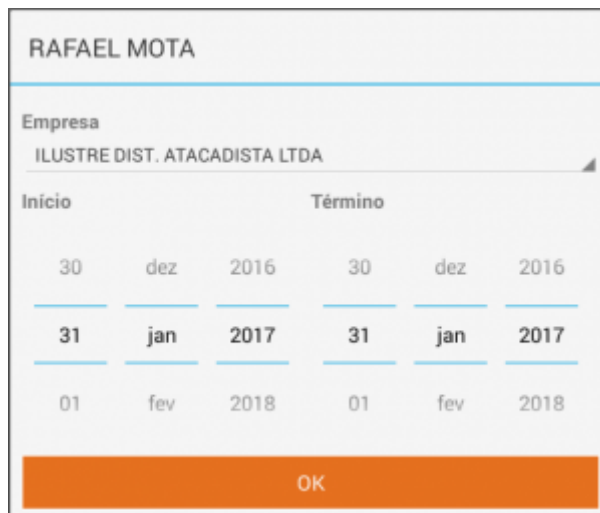 RAFAEL MOTA
Empresa
ILUSTRE DIST. ATACADISTA LTDA
Início Término
30 dez 2016 30 dez 2016
31 jan 2017 31 jan 2017
01 fev 2018 01 fev 2018
OK